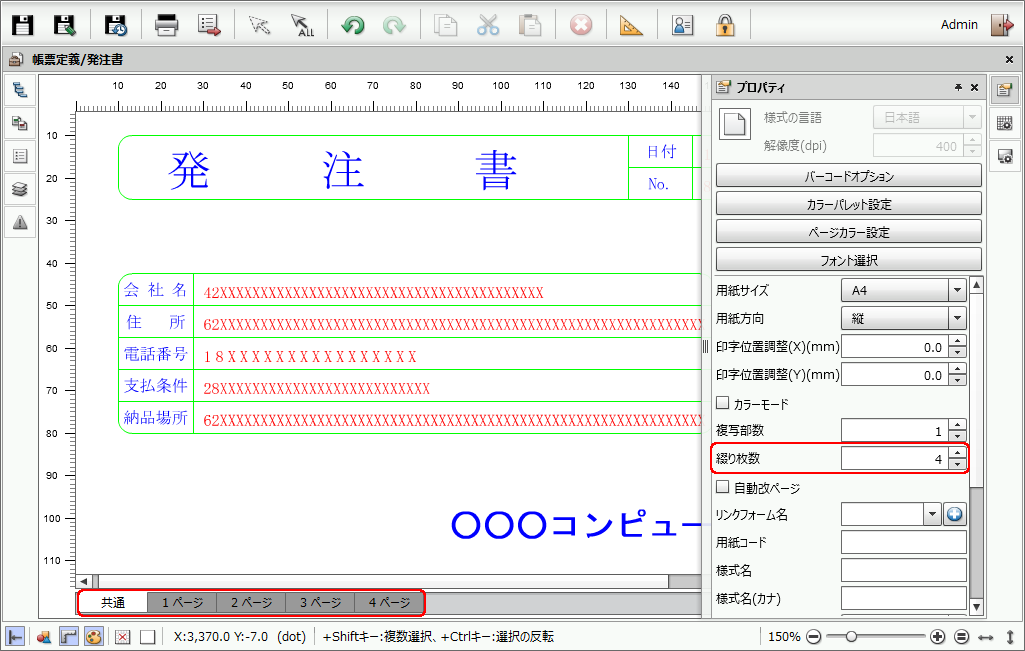 ALL
Admin
帳票定義/発注書
10 20 30 40 50 60 70 80 90 100 110 120 130 140
10
20
30
40
50
60
70
80
90
100
110
発 注 書
日付
No.
会 社 名 42XXXXXXXXXXXXXXXXXXXXXXXXXXXXXXXXXXXXXXXX
住 所 62XXXXXXXXXXXXXXXXXXXXXXXXXXXXXXXXXXXXXXXXXXXXXXXXXXXXXXXXXXXX
電話番号 18XXXXXXXXXXXXXXXX
支払条件 28XXXXXXXXXXXXXXXXXXXXXXXXXX
納品場所 62XXXXXXXXXXXXXXXXXXXXXXXXXXXXXXXXXXXXXXXXXXXXXXXXXXXXXXXXXXXX
〇〇〇コンピュー
共通 1 ページ 2 ページ 3 ページ 4 ページ
プロパティ
様式の言語 日本語
解像度(dpi) 400
バーコードオプション
カラーパレット設定
ページカラー設定
フォント選択
用紙サイズ A4
用紙方向 縦
印字位置調整(X)(mm) 0.0
印字位置調整(Y)(mm) 0.0
カラーモード
複写部数 1
綴り枚数 4
自動改ページ
リンクフォーム名
用紙コード
様式名
様式名(カナ)
X:3,370.0 Y:-7.0 (dot) +Shiftキー:複数選択、+Ctrlキー:選択の反転 150%